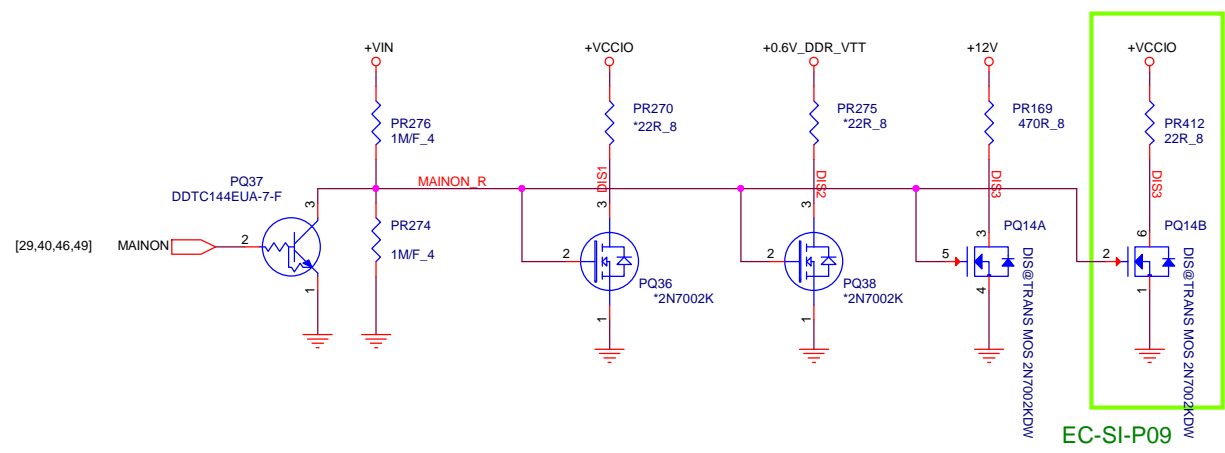 +VIN
+VCCIO
+0.6V_DDR_VTT
+12V
+VCCIO
PR276
1M/F_4
PR270
*22R_8
PR275
*22R_8
PR169
470R_8
PR412
22R_8
PQ37
DDTC144EUA-7-F
MAINON_R
DIS1
DIS2
DIS3
DIS3
3
3
3
3
6
PR274
1M/F_4
PQ14A
PQ14B
[29,40,46,49]
MAINON
2
2
2
5
2
PQ36
*2N7002K
PQ38
*2N7002K
1
1
1
4
1
DIS@TRANS MOS 2N7002KDW
DIS@TRANS MOS 2N7002KDW
EC-SI-P09